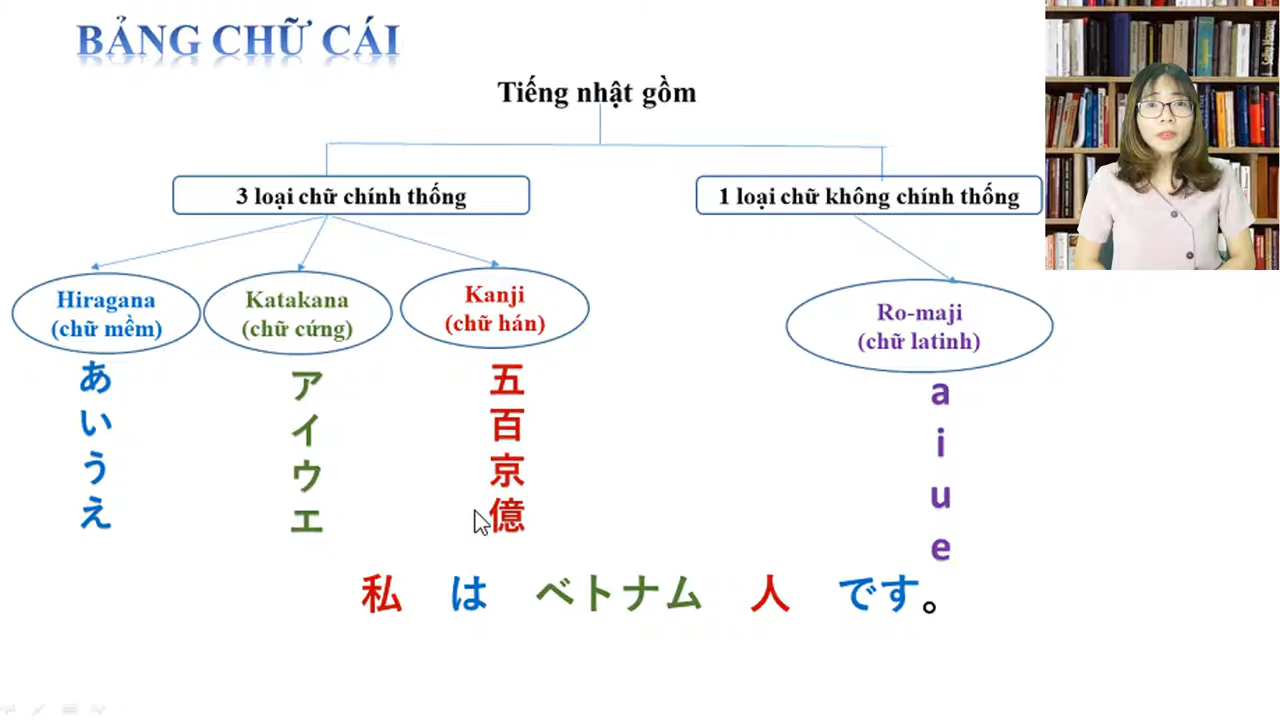 BẢNG CHỮ CÁI
Tiếng nhật gồm
3 loại chữ chính thống
1 loại chữ không chính thống
Hiragana
(chữ mềm)
Katakana
(chữ cứng)
Kanji
(chữ hán)
Ro-maji
(chữ latinh)
あ
い
う
え
ア
イ
ウ
エ
五
百
京
億
a
i
u
e
私 は ベトナム 人 です。